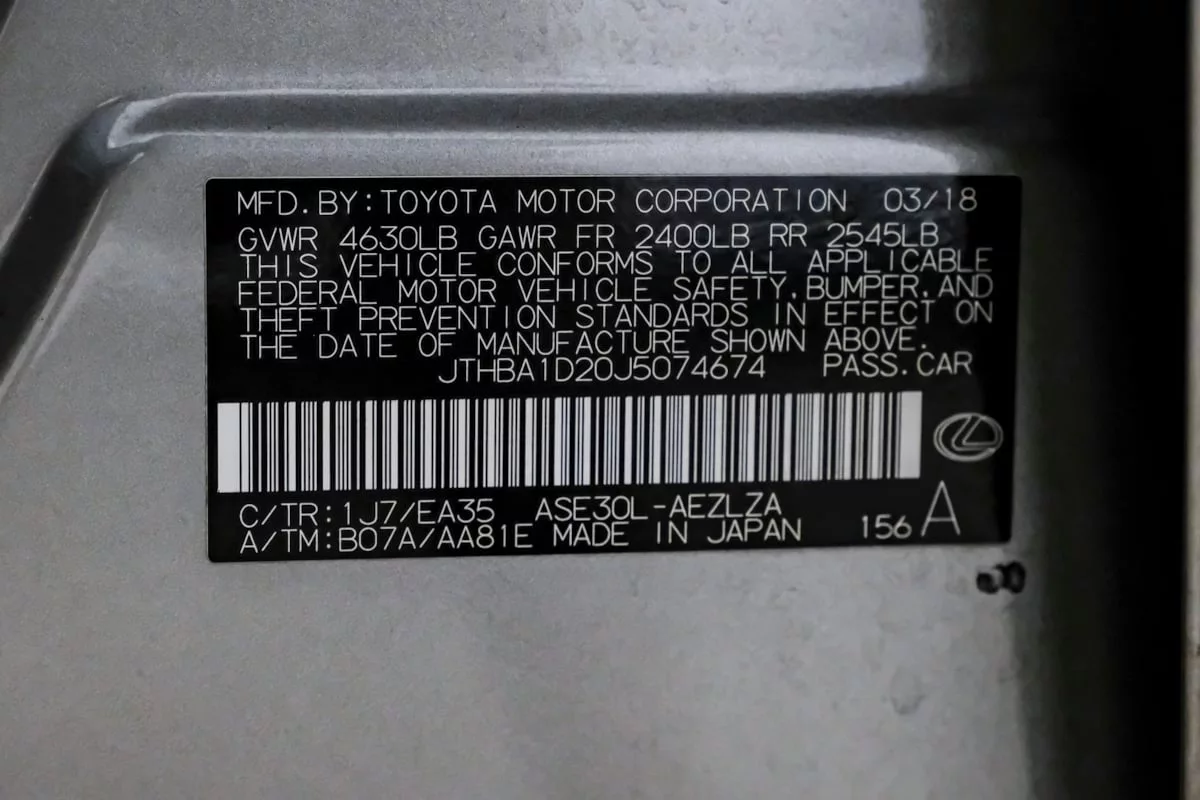 MFD. BY: TOYOTA MOTOR CORPORATION 03/18
GVWR 4630LB GAWR FR 2400LB RR 2545LB
THIS VEHICLE CONFORMS TO ALL APPLICABLE
FEDERAL MOTOR VEHICLE SAFETY, BUMPER, AND
THEFT PREVENTION STANDARDS IN EFFECT ON
THE DATE OF MANUFACTURE SHOWN ABOVE.
JTHBA1D20J5074674 PASS. CAR
C/TR: 1J7/EA35 ASE30L-AEZLZA
A/TM: B07A/AA81E MADE IN JAPAN 156 A